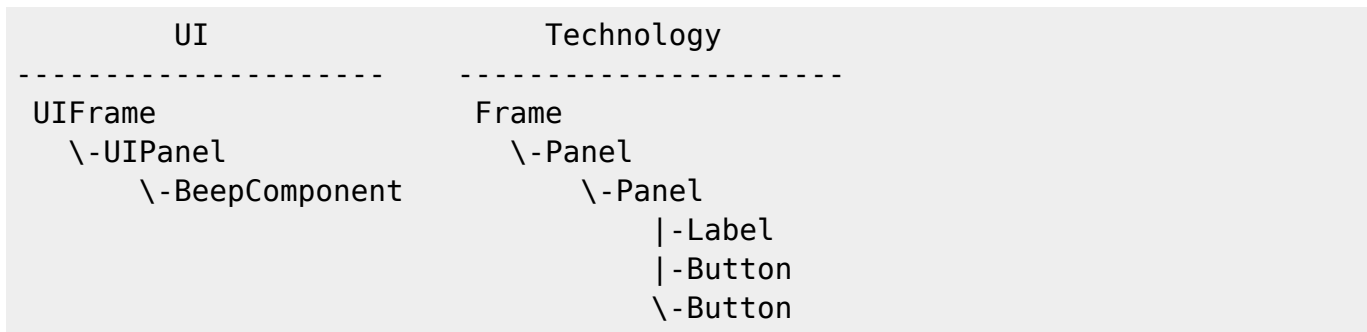 UI                   Technology
---------------------    ----------------------
 UIFrame                  Frame
   \-UIPanel                \-Panel
       \-BeepComponent          \-Panel
                                    |-Label
                                    |-Button
                                    \-Button